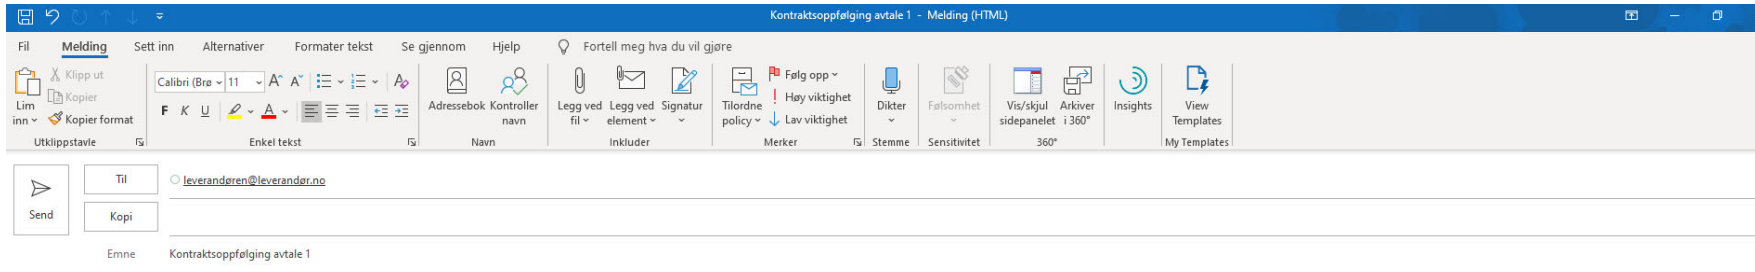 Kontraktsoppfølging avtale 1 - Melding (HTML)
Fil Melding Sett inn Alternativer Formater tekst Se gjennom Hjelp Fortell meg hva du vil gjøre
Lim inn
Klipp ut
Kopier
Kopier format
Utklippstavle
Calibri (Brø 11 A A
F K U A
Enkel tekst
Adressebok Kontroller navn
Navn
Legg ved fil Legg ved element Signatur
Inkluder
Tilordne policy
Følg opp
Høy viktighet
Lav viktighet
Merker
Dikter
Stemme
Følsomhet
Sensitivitet
Vis/skjul sidepanelet Arkiver i 360°
360°
Insights
View Templates
My Templates
Send
Til leverandøren@leverandør.no
Kopi
Emne Kontraktsoppfølging avtale 1